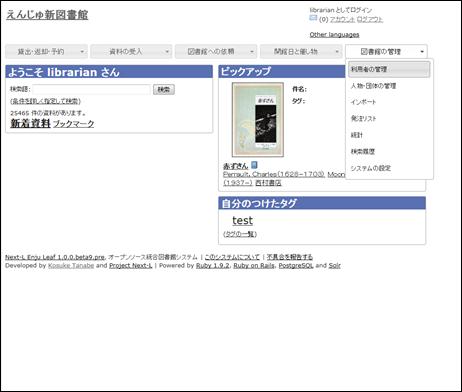 えんじゅ新図書館
librarian としてログイン
(0) アカウント ログアウト
Other languages
貸出・返却・予約
資料の受入
図書館への依頼
開館日と催し物
図書館の管理
利用者の管理
人物・団体の管理
インポート
発注リスト
統計
検索履歴
システムの設定
ようこそ librarian さん
検索語: 検索
(条件を詳しく指定して検索)
25465 件の資料があります。
新着資料 ブックマーク
ピックアップ
赤ずきん
件名:
タグ:
赤ずきん
Perrault, Charles(1628-1703) Moon
(1937-) 西村書店
自分のつけたタグ
test
(タグの一覧)
Next-L Enju Leaf 1.0.0.beta9.pre, オープンソース統合図書館システム | このシステムについて | 不具合を報告する
Developed by Kosuke Tanabe and Project Next-L | Powered by Ruby 1.9.2, Ruby on Rails, PostgreSQL and Solr